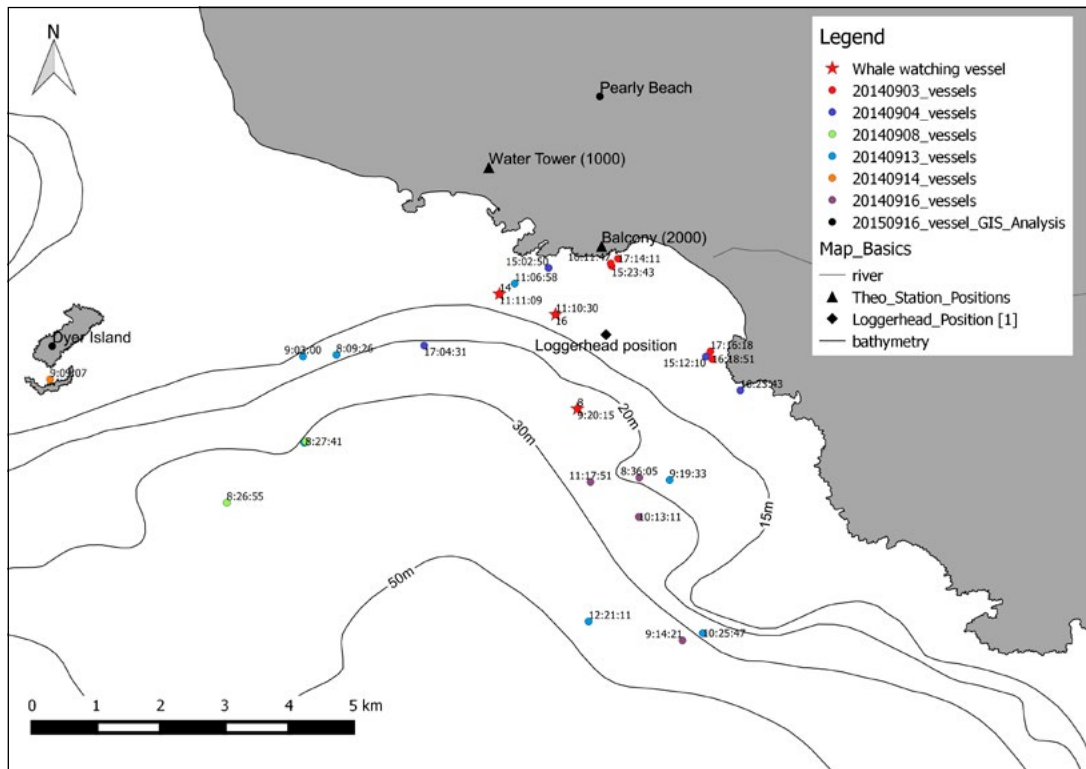 N
Pearly Beach
Water Tower (1000)
Balcony (2000)
17:14:11
15:23:43
15:02:50
11:06:58
14
11:11:09
11:10:30
16
Loggerhead position
Dyer Island
9:09:07
9:03:00
8:09:26
17:04:31
17:16:18
15:12:10
16:18:51
8
9:20:15
20m
30m
8:27:41
8:26:55
11:17:51
8:36:05
9:19:33
10:13:11
15m
50m
12:21:11
9:14:21
10:25:47
0 1 2 3 4 5 km
Legend
Whale watching vessel
20140903_vessels
20140904_vessels
20140908_vessels
20140913_vessels
20140914_vessels
20140916_vessels
20150916_vessel_GIS_Analysis
Map_Basics
river
Theo_Station_Positions
Loggerhead_Position [1]
bathymetry